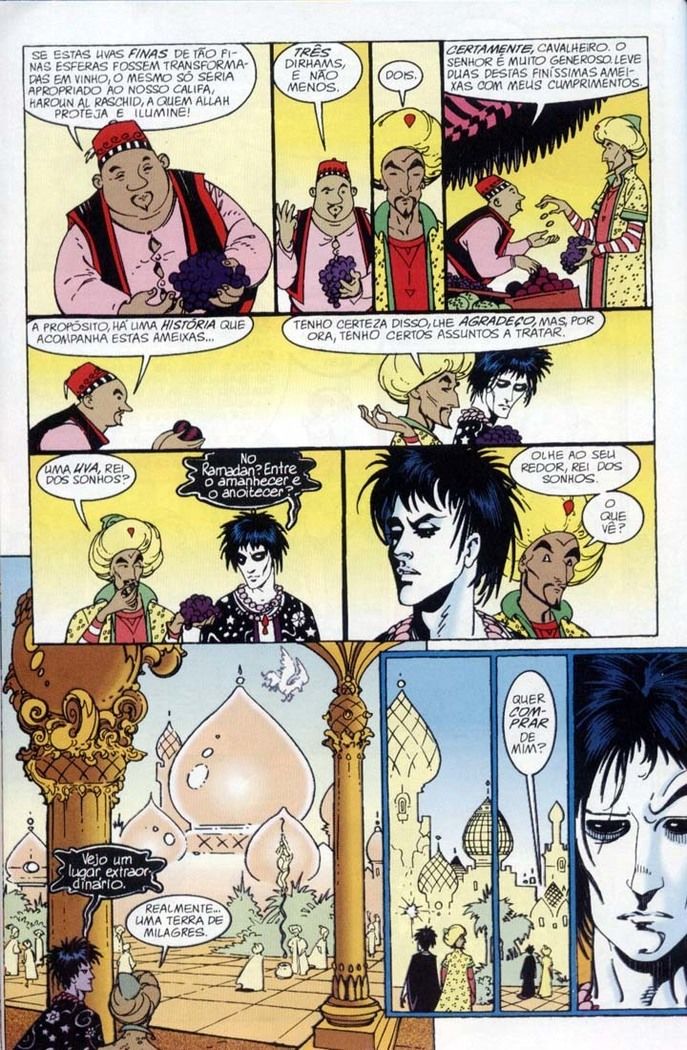 SE ESTAS UVAS FINAS DE TÃO FI-
NAS ESFERAS FOSSEM TRANSFORMA-
DAS EM VINHO, O MESMO SÓ SERIA
APROPRIADO AO NOSSO CALIFA,
HAROUN AL RASCHID, A QUEM ALLAH
PROTEJA E ILUMINE!
TRÊS
DIRHAMS,
E NÃO
MENOS.
DOIS.
CERTAMENTE, CAVALHEIRO. O
SENHOR É MUITO GENEROSO. LEVE
DUAS DESTAS FINÍSSIMAS AMEI-
XAS COM MEUS CUMPRIMENTOS.
A PROPÓSITO, HÁ UMA HISTÓRIA QUE
ACOMPANHA ESTAS AMEIXAS...
TENHO CERTEZA DISSO, LHE AGRADEÇO, MAS, POR
ORA, TENHO CERTOS ASSUNTOS A TRATAR.
UMA UVA, REI
DOS SONHOS?
No
Ramadan? Entre
o amanhecer e
o anoitecer?
OLHE AO SEU
REDOR, REI DOS
SONHOS.
O
QUE
VÊ?
Vejo um
lugar extraor-
dinário.
REALMENTE...
UMA TERRA DE
MILAGRES.
QUER
COM-
PRAR
DE
MIM?